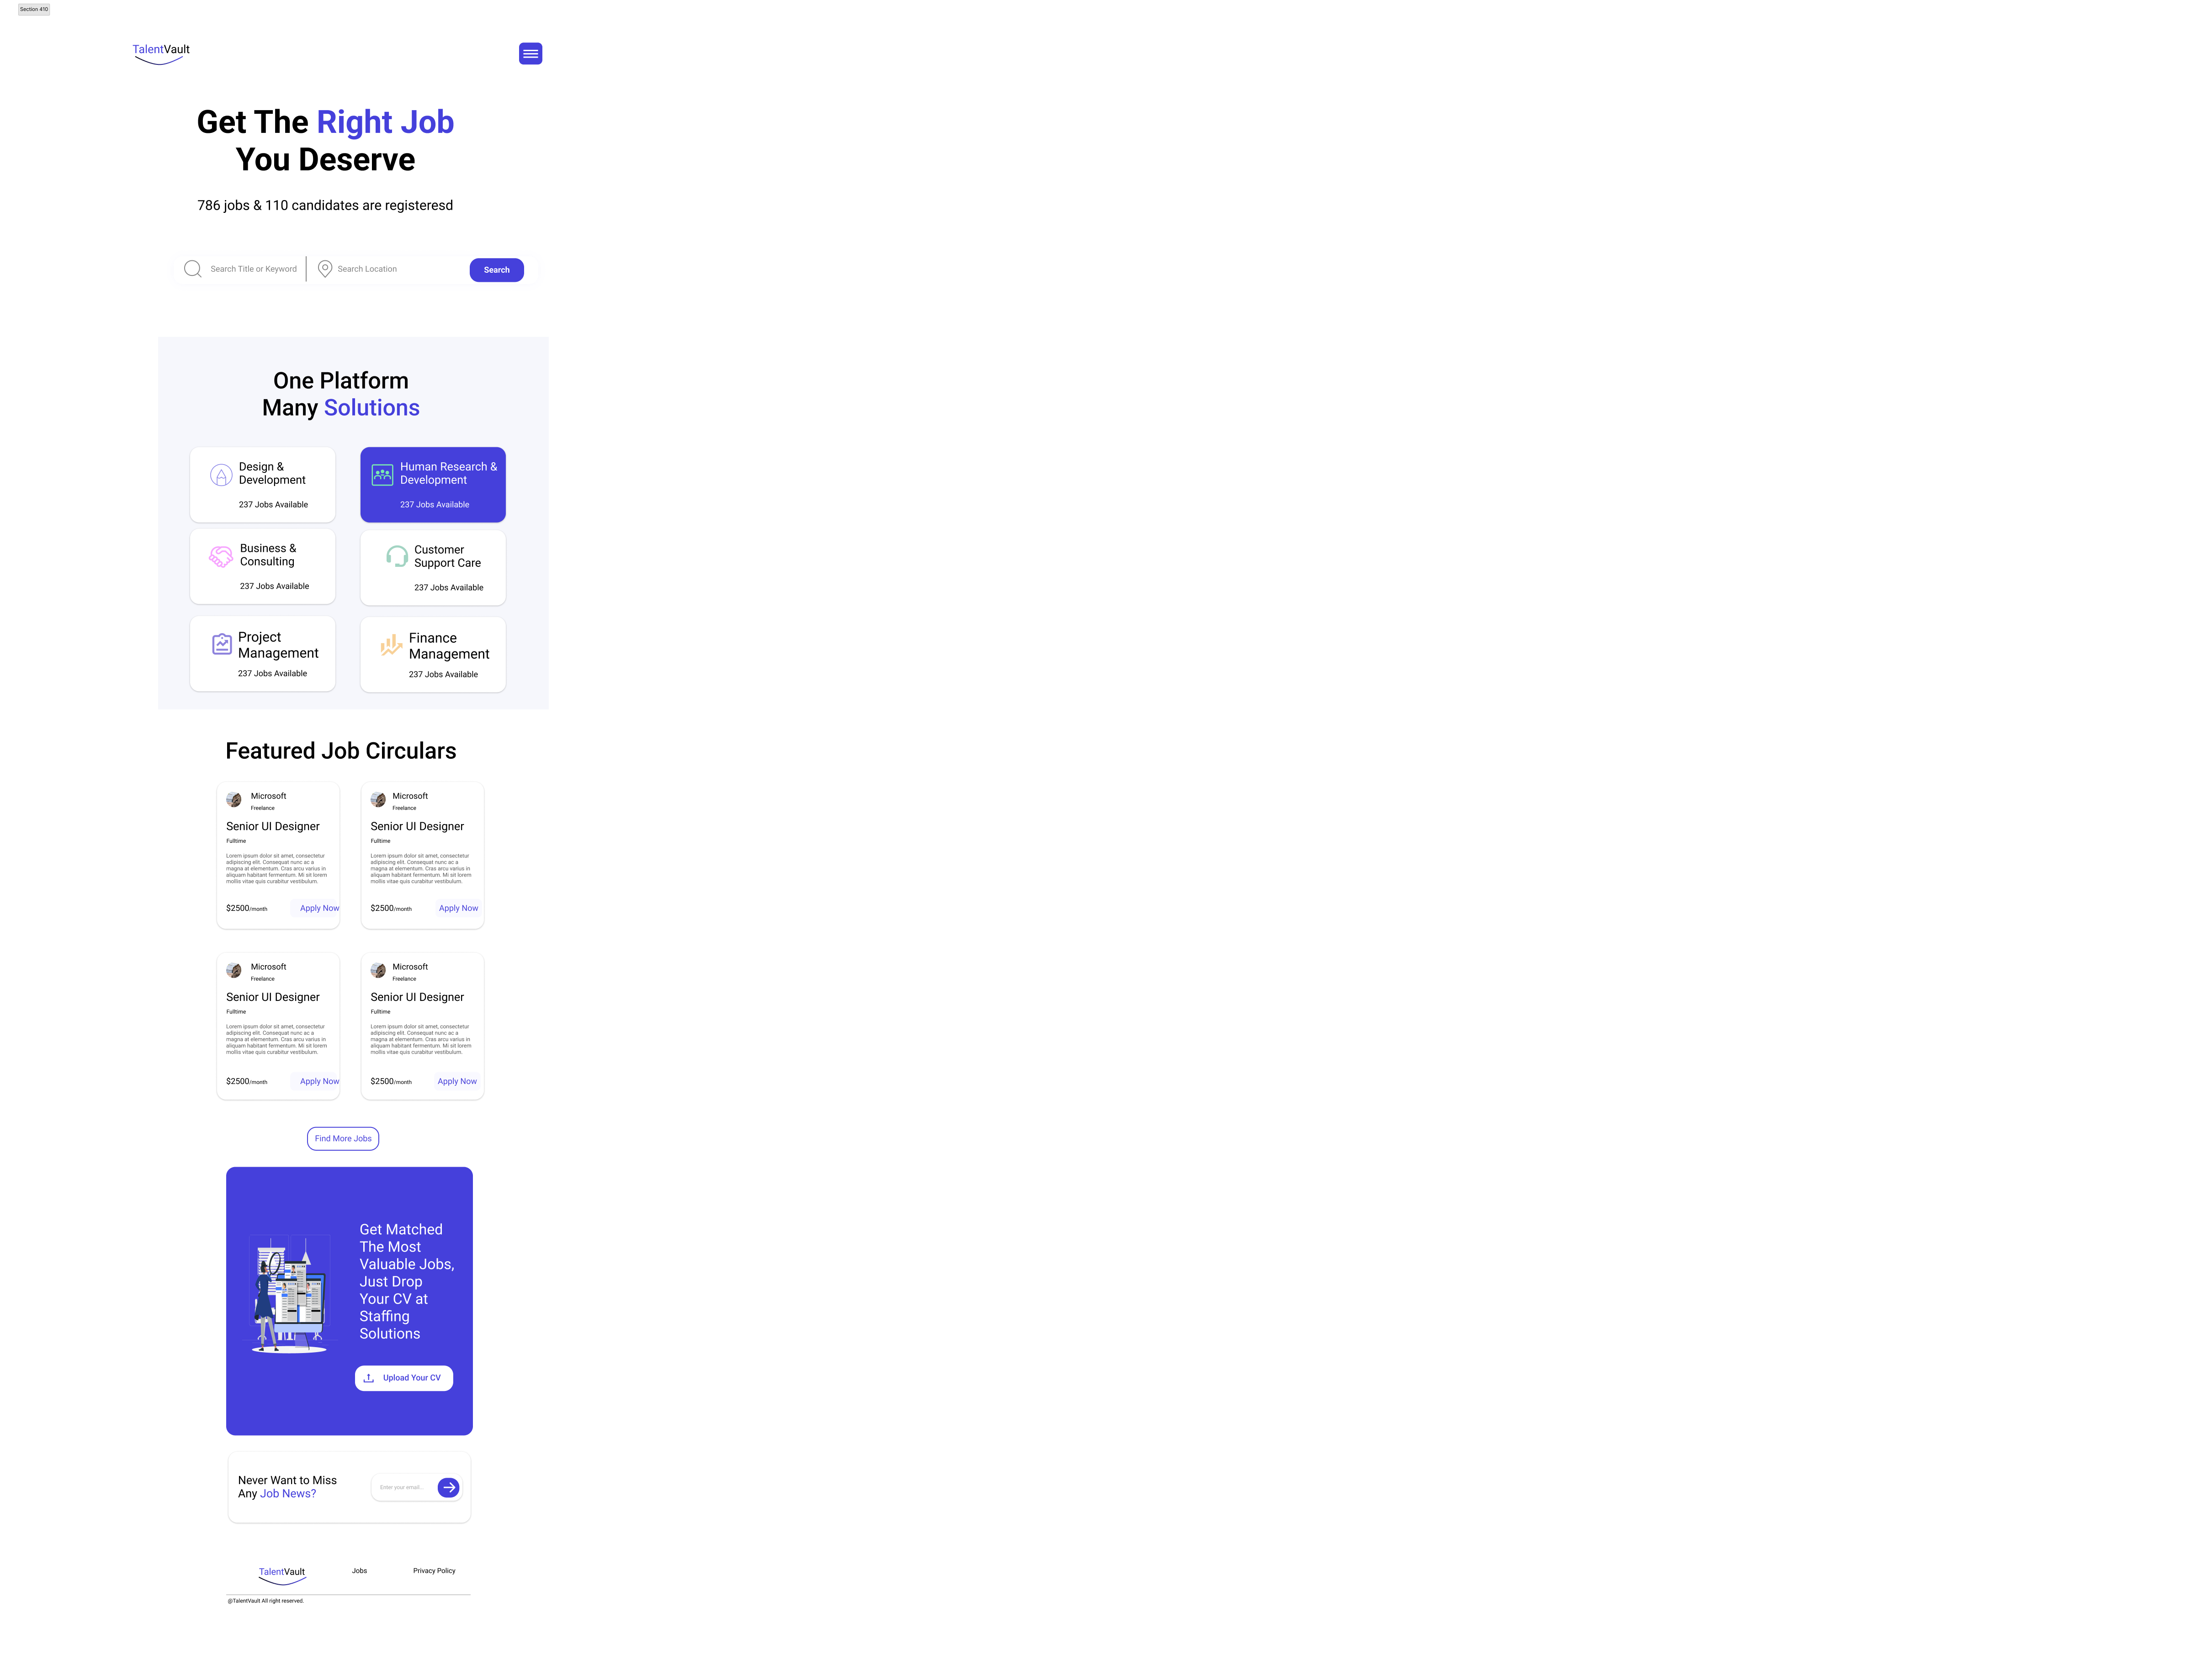 Section 410
TalentVault
Get The Right Job
You Deserve
786 jobs & 110 candidates are registeresd
Search Title or Keyword
Search Location
Search
One Platform
Many Solutions
Design &
Development
237 Jobs Available
Human Research &
Development
237 Jobs Available
Business &
Consulting
237 Jobs Available
Customer
Support Care
237 Jobs Available
Project
Management
237 Jobs Available
Finance
Management
237 Jobs Available
Featured Job Circulars
Microsoft
Freelance
Senior UI Designer
Fulltime
Lorem ipsum dolor sit amet, consectetur
adipiscing elit. Consequat nunc ac a
magna at elementum. Cras arcu varius in
aliquam habitant fermentum. Mi sit lorem
mollis vitae quis curabitur vestibulum.
$2500/month
Apply Now
Microsoft
Freelance
Senior UI Designer
Fulltime
Lorem ipsum dolor sit amet, consectetur
adipiscing elit. Consequat nunc ac a
magna at elementum. Cras arcu varius in
aliquam habitant fermentum. Mi sit lorem
mollis vitae quis curabitur vestibulum.
$2500/month
Apply Now
Microsoft
Freelance
Senior UI Designer
Fulltime
Lorem ipsum dolor sit amet, consectetur
adipiscing elit. Consequat nunc ac a
magna at elementum. Cras arcu varius in
aliquam habitant fermentum. Mi sit lorem
mollis vitae quis curabitur vestibulum.
$2500/month
Apply Now
Microsoft
Freelance
Senior UI Designer
Fulltime
Lorem ipsum dolor sit amet, consectetur
adipiscing elit. Consequat nunc ac a
magna at elementum. Cras arcu varius in
aliquam habitant fermentum. Mi sit lorem
mollis vitae quis curabitur vestibulum.
$2500/month
Apply Now
Find More Jobs
Get Matched
The Most
Valuable Jobs,
Just Drop
Your CV at
Staffing
Solutions
Upload Your CV
Never Want to Miss
Any Job News?
Enter your email...
TalentVault
Jobs
Privacy Policy
@TalentVault All right reserved.